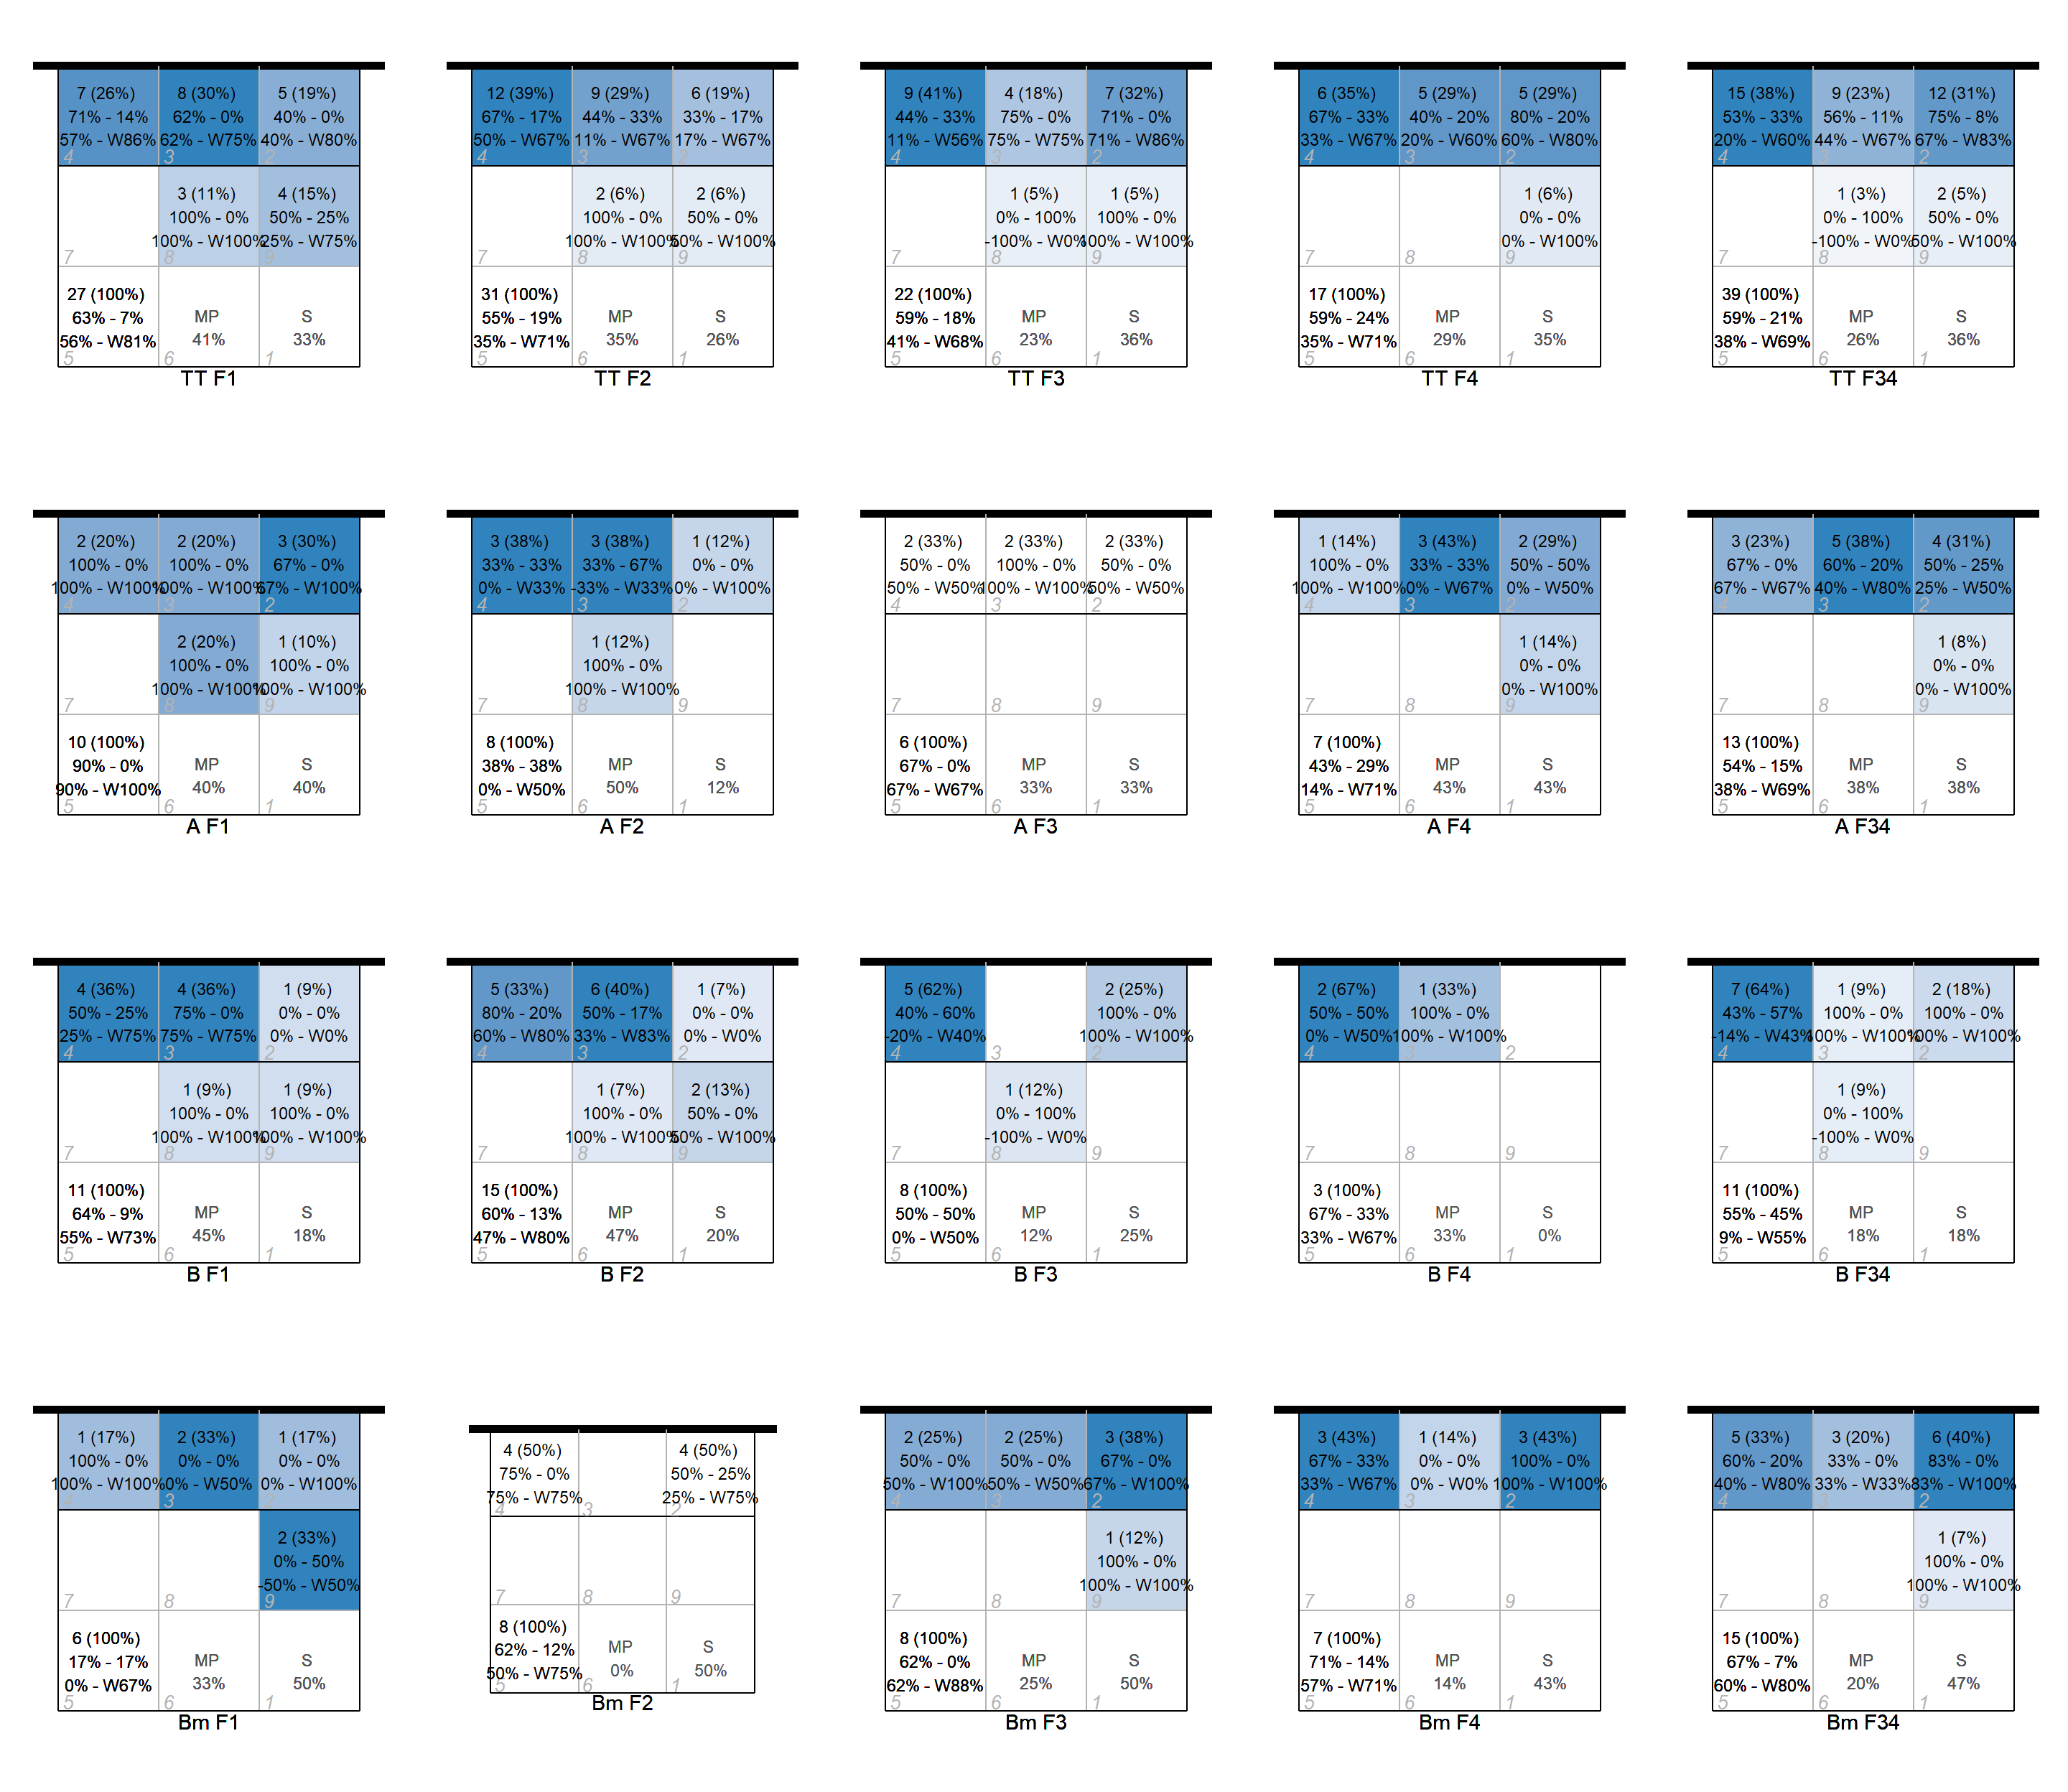 7 (26%)
71% - 14%
57% - W86%
4
8 (30%)
62% - 0%
62% - W75%
3
5 (19%)
40% - 0%
40% - W80%
2
7
3 (11%)
100% - 0%
100% - W100%
8
4 (15%)
50% - 25%
25% - W75%
9
27 (100%)
63% - 7%
56% - W81%
5
MP
41%
6
S
33%
1
TT F1
12 (39%)
67% - 17%
50% - W67%
4
9 (29%)
44% - 33%
11% - W67%
3
6 (19%)
33% - 17%
17% - W67%
2
7
2 (6%)
100% - 0%
100% - W100%
8
2 (6%)
50% - 0%
50% - W100%
9
31 (100%)
55% - 19%
35% - W71%
5
MP
35%
6
S
26%
1
TT F2
9 (41%)
44% - 33%
11% - W56%
4
4 (18%)
75% - 0%
75% - W75%
3
7 (32%)
71% - 0%
71% - W86%
2
7
1 (5%)
0% - 100%
-100% - W0%
8
1 (5%)
100% - 0%
100% - W100%
9
22 (100%)
59% - 18%
41% - W68%
5
MP
23%
6
S
36%
1
TT F3
6 (35%)
67% - 33%
33% - W67%
4
5 (29%)
40% - 20%
20% - W60%
3
5 (29%)
80% - 20%
60% - W80%
2
7
8
1 (6%)
0% - 0%
0% - W100%
9
17 (100%)
59% - 24%
35% - W71%
5
MP
29%
6
S
35%
1
TT F4
15 (38%)
53% - 33%
20% - W60%
4
9 (23%)
56% - 11%
44% - W67%
3
12 (31%)
75% - 8%
67% - W83%
2
7
1 (3%)
0% - 100%
-100% - W0%
8
2 (5%)
50% - 0%
50% - W100%
9
39 (100%)
59% - 21%
38% - W69%
5
MP
26%
6
S
36%
1
TT F34
2 (20%)
100% - 0%
100% - W100%
4
2 (20%)
100% - 0%
100% - W100%
3
3 (30%)
67% - 0%
67% - W100%
2
7
2 (20%)
100% - 0%
100% - W100%
8
1 (10%)
100% - 0%
100% - W100%
9
10 (100%)
90% - 0%
90% - W100%
5
MP
40%
6
S
40%
1
A F1
3 (38%)
33% - 33%
0% - W33%
4
3 (38%)
33% - 67%
-33% - W33%
3
1 (12%)
0% - 0%
0% - W100%
2
7
1 (12%)
100% - 0%
100% - W100%
8
9
8 (100%)
38% - 38%
0% - W50%
5
MP
50%
6
S
12%
1
A F2
2 (33%)
50% - 0%
50% - W50%
4
2 (33%)
100% - 0%
100% - W100%
3
2 (33%)
50% - 0%
50% - W50%
2
7
8
9
6 (100%)
67% - 0%
67% - W67%
5
MP
33%
6
S
33%
1
A F3
1 (14%)
100% - 0%
100% - W100%
4
3 (43%)
33% - 33%
0% - W67%
3
2 (29%)
50% - 50%
0% - W50%
2
7
8
1 (14%)
0% - 0%
0% - W100%
9
7 (100%)
43% - 29%
14% - W71%
5
MP
43%
6
S
43%
1
A F4
3 (23%)
67% - 0%
67% - W67%
4
5 (38%)
60% - 20%
40% - W80%
3
4 (31%)
50% - 25%
25% - W50%
2
7
8
1 (8%)
0% - 0%
0% - W100%
9
13 (100%)
54% - 15%
38% - W69%
5
MP
38%
6
S
38%
1
A F34
4 (36%)
50% - 25%
25% - W75%
4
4 (36%)
75% - 0%
75% - W75%
3
1 (9%)
0% - 0%
0% - W0%
2
7
1 (9%)
100% - 0%
100% - W100%
8
1 (9%)
100% - 0%
100% - W100%
9
11 (100%)
64% - 9%
55% - W73%
5
MP
45%
6
S
18%
1
B F1
5 (33%)
80% - 20%
60% - W80%
4
6 (40%)
50% - 17%
33% - W83%
3
1 (7%)
0% - 0%
0% - W0%
2
7
1 (7%)
100% - 0%
100% - W100%
8
2 (13%)
50% - 0%
50% - W100%
9
15 (100%)
60% - 13%
47% - W80%
5
MP
47%
6
S
20%
1
B F2
5 (62%)
40% - 60%
-20% - W40%
4
3
2 (25%)
100% - 0%
100% - W100%
2
7
1 (12%)
0% - 100%
-100% - W0%
8
9
8 (100%)
50% - 50%
0% - W50%
5
MP
12%
6
S
25%
1
B F3
2 (67%)
50% - 50%
0% - W50%
4
1 (33%)
100% - 0%
100% - W100%
3
2
7
8
9
3 (100%)
67% - 33%
33% - W67%
5
MP
33%
6
S
0%
1
B F4
7 (64%)
43% - 57%
-14% - W43%
4
1 (9%)
100% - 0%
100% - W100%
3
2 (18%)
100% - 0%
100% - W100%
2
7
1 (9%)
0% - 100%
-100% - W0%
8
9
11 (100%)
55% - 45%
9% - W55%
5
MP
18%
6
S
18%
1
B F34
1 (17%)
100% - 0%
100% - W100%
4
2 (33%)
0% - 0%
0% - W50%
3
1 (17%)
0% - 0%
0% - W100%
2
7
8
2 (33%)
0% - 50%
-50% - W50%
9
6 (100%)
17% - 17%
0% - W67%
5
MP
33%
6
S
50%
1
Bm F1
4 (50%)
75% - 0%
75% - W75%
4
3
4 (50%)
50% - 25%
25% - W75%
2
7
8
9
8 (100%)
62% - 12%
50% - W75%
5
MP
0%
6
S
50%
1
Bm F2
2 (25%)
50% - 0%
50% - W100%
4
2 (25%)
50% - 0%
50% - W50%
3
3 (38%)
67% - 0%
67% - W100%
2
7
8
1 (12%)
100% - 0%
100% - W100%
9
8 (100%)
62% - 0%
62% - W88%
5
MP
25%
6
S
50%
1
Bm F3
3 (43%)
67% - 33%
33% - W67%
4
1 (14%)
0% - 0%
0% - W0%
3
3 (43%)
100% - 0%
100% - W100%
2
7
8
9
7 (100%)
71% - 14%
57% - W71%
5
MP
14%
6
S
43%
1
Bm F4
5 (33%)
60% - 20%
40% - W80%
4
3 (20%)
33% - 0%
33% - W33%
3
6 (40%)
83% - 0%
83% - W100%
2
7
8
1 (7%)
100% - 0%
100% - W100%
9
15 (100%)
67% - 7%
60% - W80%
5
MP
20%
6
S
47%
1
Bm F34